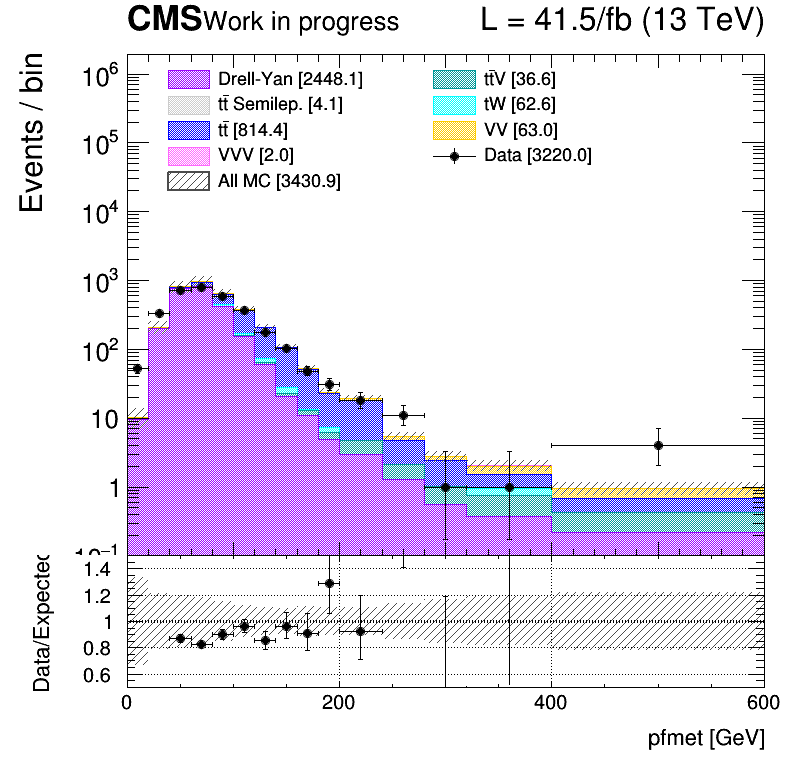 CMS Work in progress L = 41.5/fb (13 TeV)
Events / bin
Drell-Yan [2448.1]
tt̄ Semilep. [4.1]
tt̄ [814.4]
VVV [2.0]
All MC [3430.9]
tt̄V [36.6]
tW [62.6]
VV [63.0]
Data [3220.0]
10⁶
10⁵
10⁴
10³
10²
10
1
10⁻¹
Data/Expected
1.4
1.2
1
0.8
0.6
0 200 400 600
pfmet [GeV]